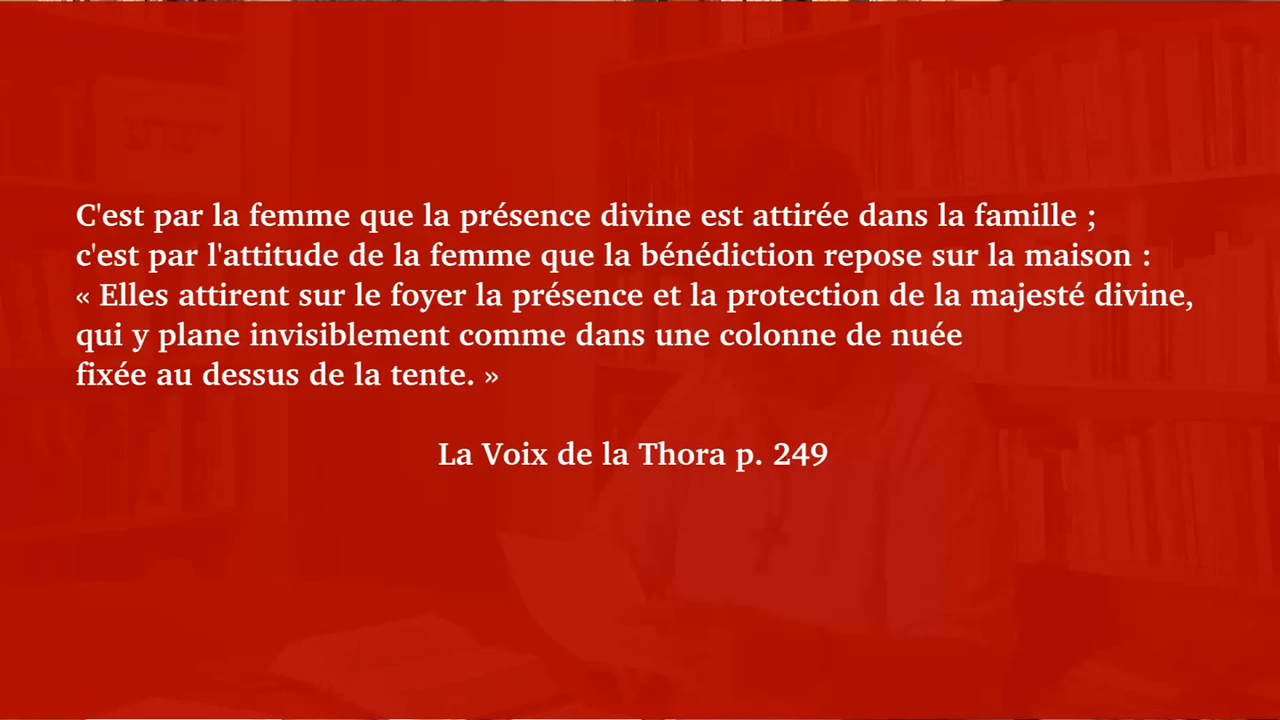 C'est par la femme que la présence divine est attirée dans la famille ;
c'est par l'attitude de la femme que la bénédiction repose sur la maison :
« Elles attirent sur le foyer la présence et la protection de la majesté divine,
qui y plane invisiblement comme dans une colonne de nuée
fixée au dessus de la tente. »
La Voix de la Thora p. 249